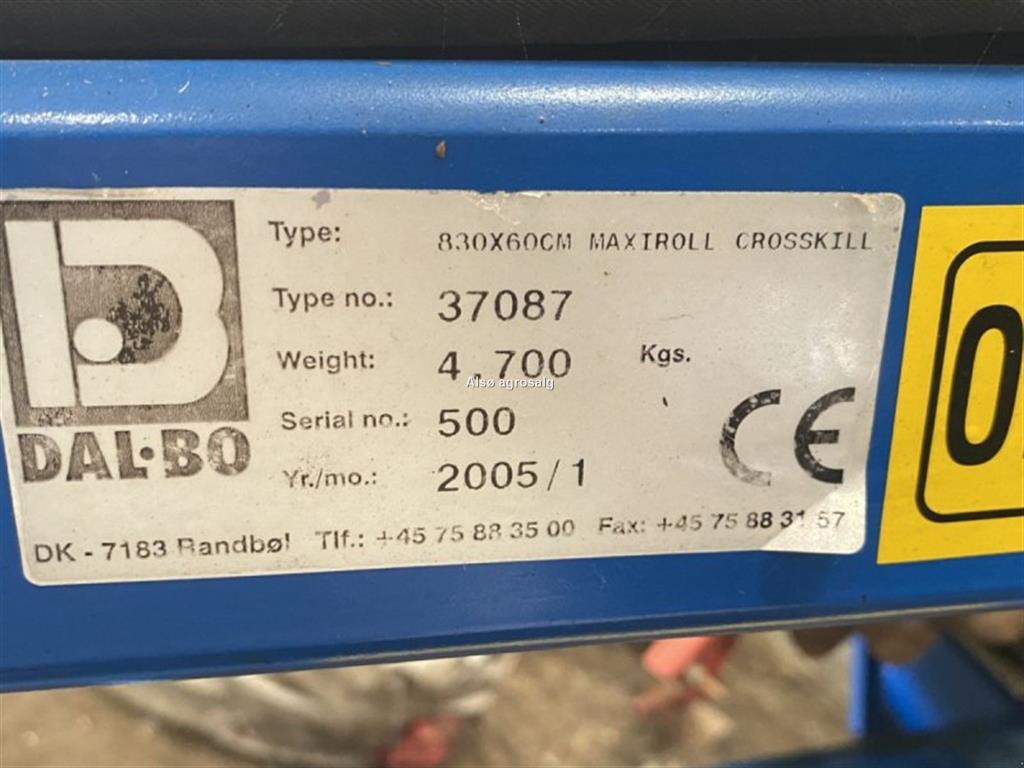 Type: 830X60CM MAXIROLL CROSSKILL
Type no.: 37087
Weight: 4.700 Kgs.
Alsø agrosalg
Serial no.: 500
Yr./mo.: 2005/1
CE
DAL·BO
DK - 7183 Randbøl Tlf.: +45 75 88 35 00 Fax: +45 75 88 31 57